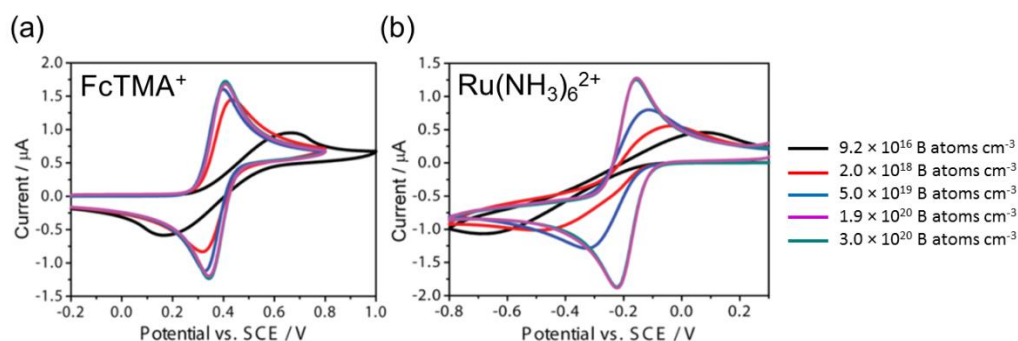 (a)
(b)
FcTMA⁺
Ru(NH₃)₆²⁺
Current / μA
2.0
1.5
1.0
0.5
0.0
-0.5
-1.0
-1.5
-0.2 0.0 0.2 0.4 0.6 0.8 1.0
Potential vs. SCE / V
Current / μA
1.5
1.0
0.5
0.0
-0.5
-1.0
-1.5
-2.0
-0.8 -0.6 -0.4 -0.2 0.0 0.2
Potential vs. SCE / V
9.2 × 10¹⁶ B atoms cm⁻³
2.0 × 10¹⁸ B atoms cm⁻³
5.0 × 10¹⁹ B atoms cm⁻³
1.9 × 10²⁰ B atoms cm⁻³
3.0 × 10²⁰ B atoms cm⁻³